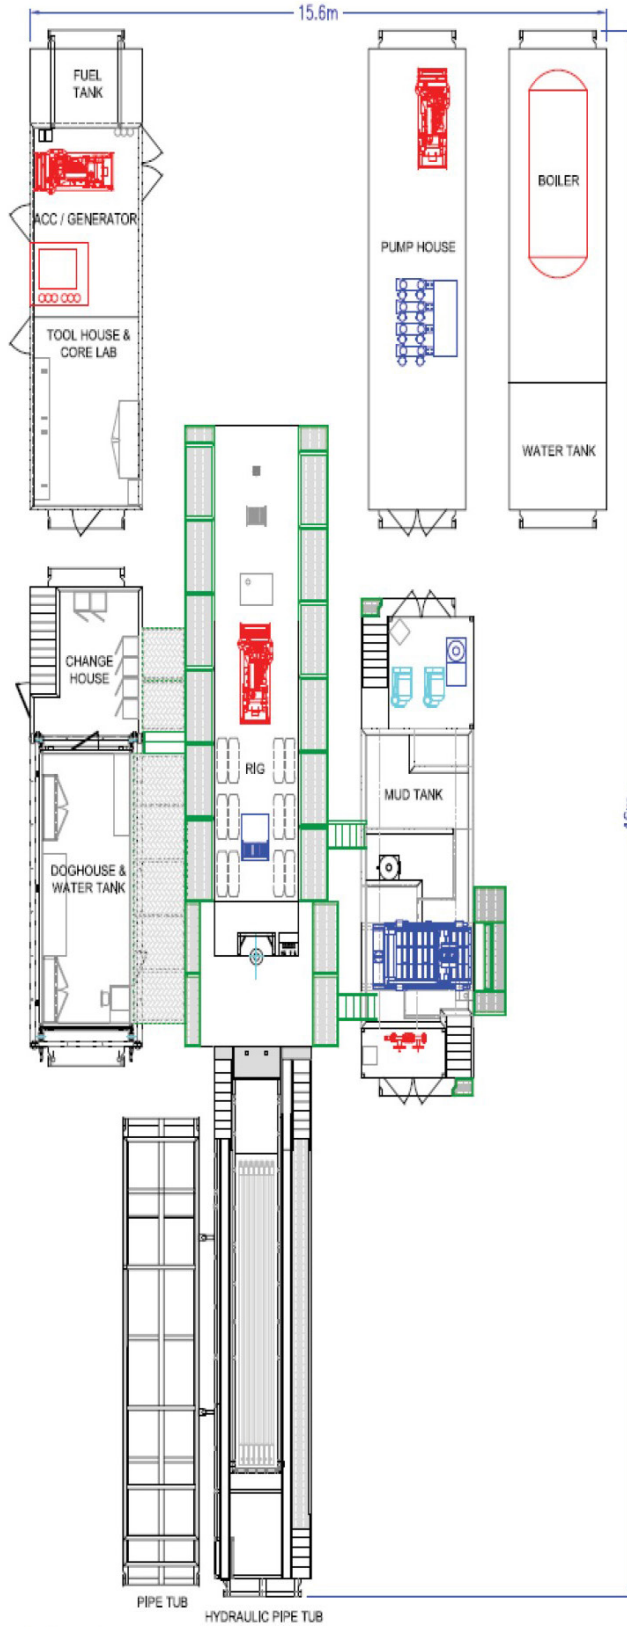 15.6m
FUEL
TANK
BOILER
ACC / GENERATOR
PUMP HOUSE
TOOL HOUSE &
CORE LAB
WATER TANK
CHANGE
HOUSE
RIG
MUD TANK
DOGHOUSE &
WATER TANK
PIPE TUB
HYDRAULIC PIPE TUB